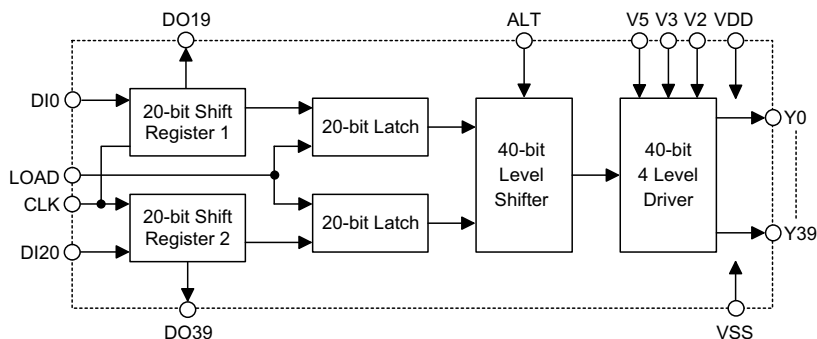 DO19
ALT
V5
V3
V2
VDD
DI0
20-bit Shift
Register 1
20-bit Latch
40-bit
Level
Shifter
40-bit
4 Level
Driver
Y0
LOAD
CLK
20-bit Shift
Register 2
20-bit Latch
DI20
Y39
DO39
VSS